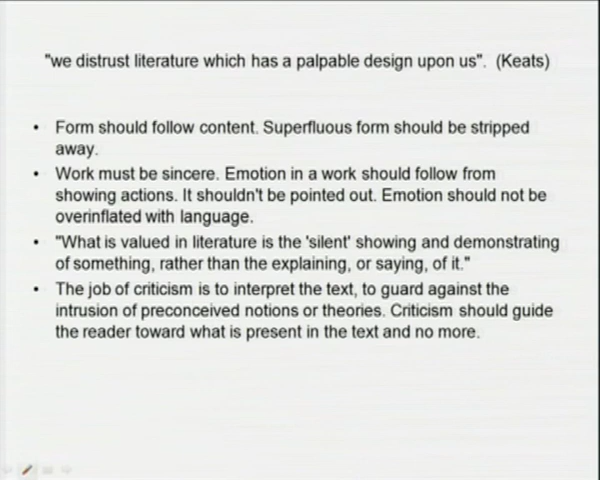 "we distrust literature which has a palpable design upon us". (Keats)
• Form should follow content. Superfluous form should be stripped
away.
• Work must be sincere. Emotion in a work should follow from
showing actions. It shouldn't be pointed out. Emotion should not be
overinflated with language.
• "What is valued in literature is the 'silent' showing and demonstrating
of something, rather than the explaining, or saying, of it."
• The job of criticism is to interpret the text, to guard against the
intrusion of preconceived notions or theories. Criticism should guide
the reader toward what is present in the text and no more.